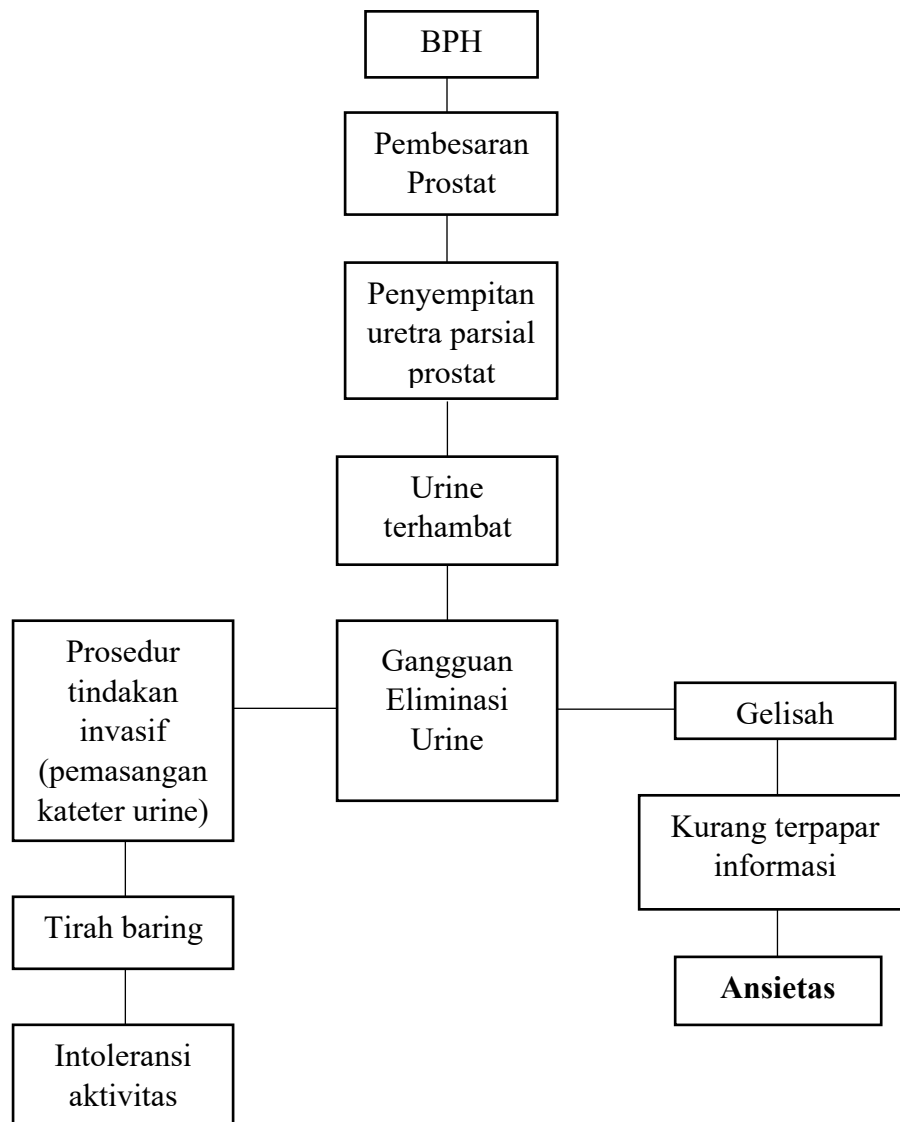 BPH
Pembesaran
Prostat
Penyempitan
uretra parsial
prostat
Urine
terhambat
Gangguan
Eliminasi
Urine
Prosedur
tindakan
invasif
(pemasangan
kateter urine)
Tirah baring
Intoleransi
aktivitas
Gelisah
Kurang terpapar
informasi
Ansietas